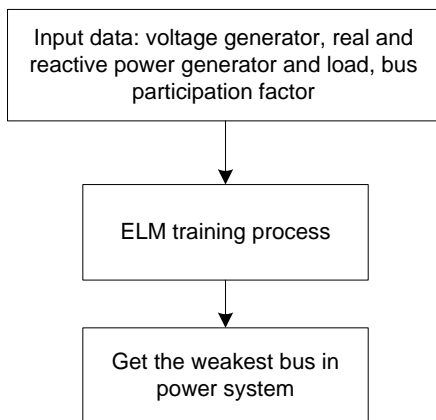 Input data: voltage generator, real and
reactive power generator and load, bus
participation factor
ELM training process
Get the weakest bus in
power system